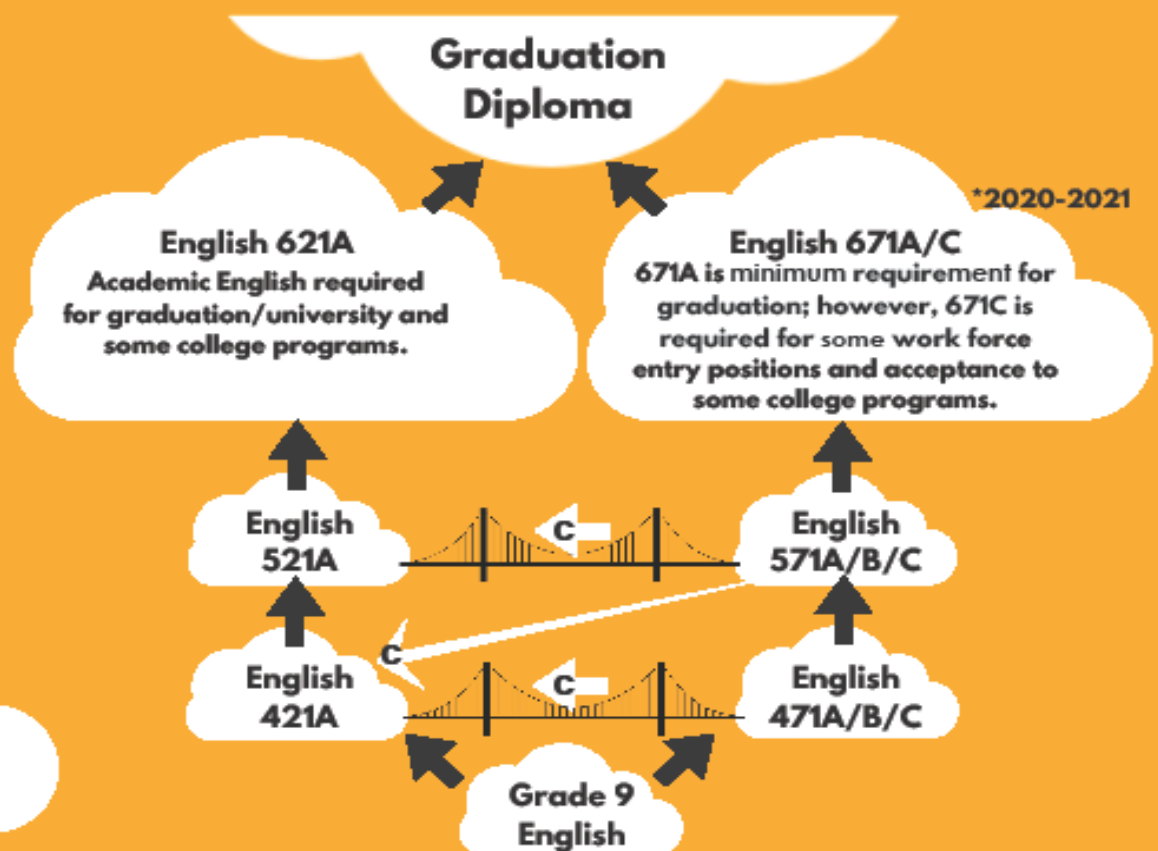 Graduation
Diploma
*2020-2021
English 621A
Academic English required
for graduation/university and
some college programs.
English 671A/C
671A is minimum requirement for
graduation; however, 671C is
required for some work force
entry positions and acceptance to
some college programs.
English
521A
C
English
571A/B/C
C
English
421A
C
English
471A/B/C
Grade 9
English